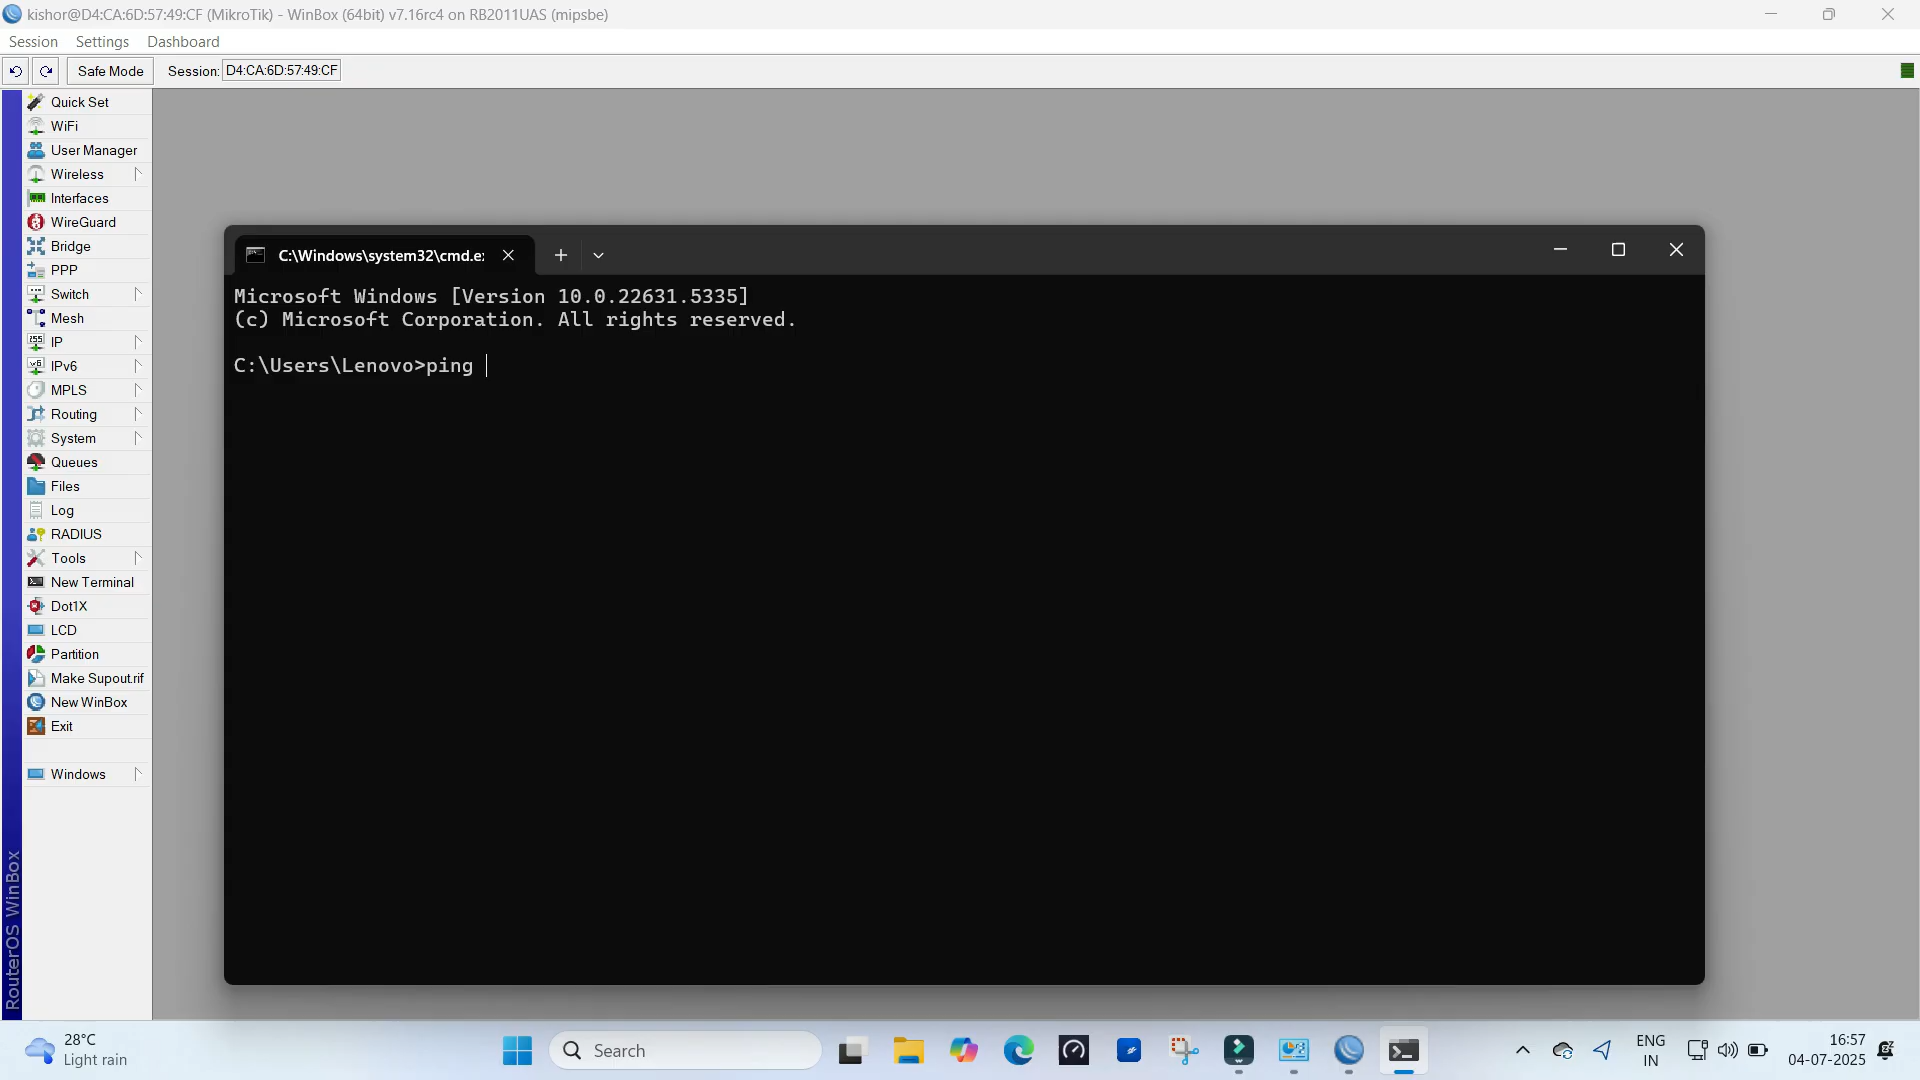 kishor@D4:CA:6D:57:49:CF (MikroTik) - WinBox (64bit) v7.16rc4 on RB2011UAS (mipsbe)
Session Settings Dashboard
Safe Mode Session: D4:CA:6D:57:49:CF
Quick Set
WiFi
User Manager
Wireless
Interfaces
WireGuard
Bridge
PPP
Switch
Mesh
IP
IPv6
MPLS
Routing
System
Queues
Files
Log
RADIUS
Tools
New Terminal
Dot1X
LCD
Partition
Make Supout.rif
New WinBox
Exit
Windows
RouterOS WinBox
C:\Windows\system32\cmd.e
Microsoft Windows [Version 10.0.22631.5335]
(c) Microsoft Corporation. All rights reserved.
C:\Users\Lenovo>ping
28°C
Light rain
Search
ENG
IN
16:57
04-07-2025